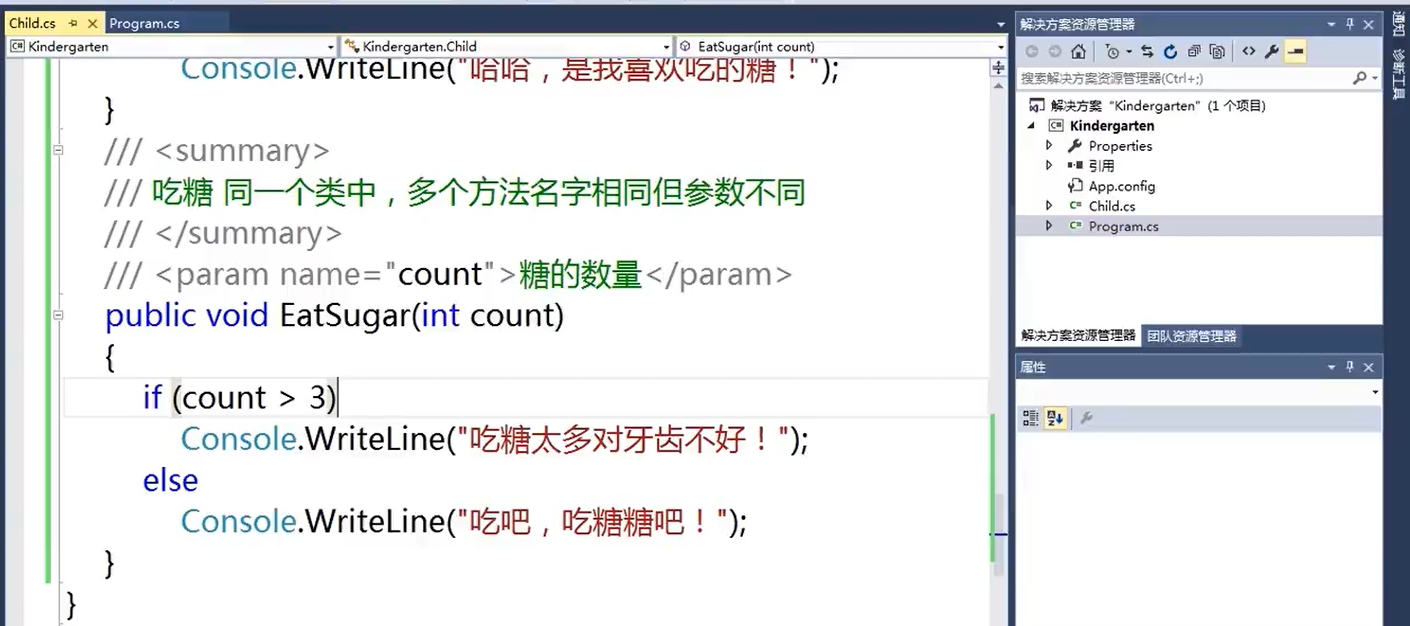 Child.cs
Program.cs
Kindergarten
Kindergarten.Child
EatSugar(int count)
Console.WriteLine("哈哈，是我喜欢吃的糖！");
}
/// <summary>
/// 吃糖 同一个类中，多个方法名字相同但参数不同
/// </summary>
/// <param name="count">糖的数量</param>
public void EatSugar(int count)
{
if (count > 3)
Console.WriteLine("吃糖太多对牙齿不好！");
else
Console.WriteLine("吃吧，吃糖糖吧！");
}
}
解决方案资源管理器
搜索解决方案资源管理器(Ctrl+;)
解决方案 "Kindergarten" (1 个项目)
Kindergarten
Properties
引用
App.config
Child.cs
Program.cs
解决方案资源管理器
团队资源管理器
属性
通知
诊断工具